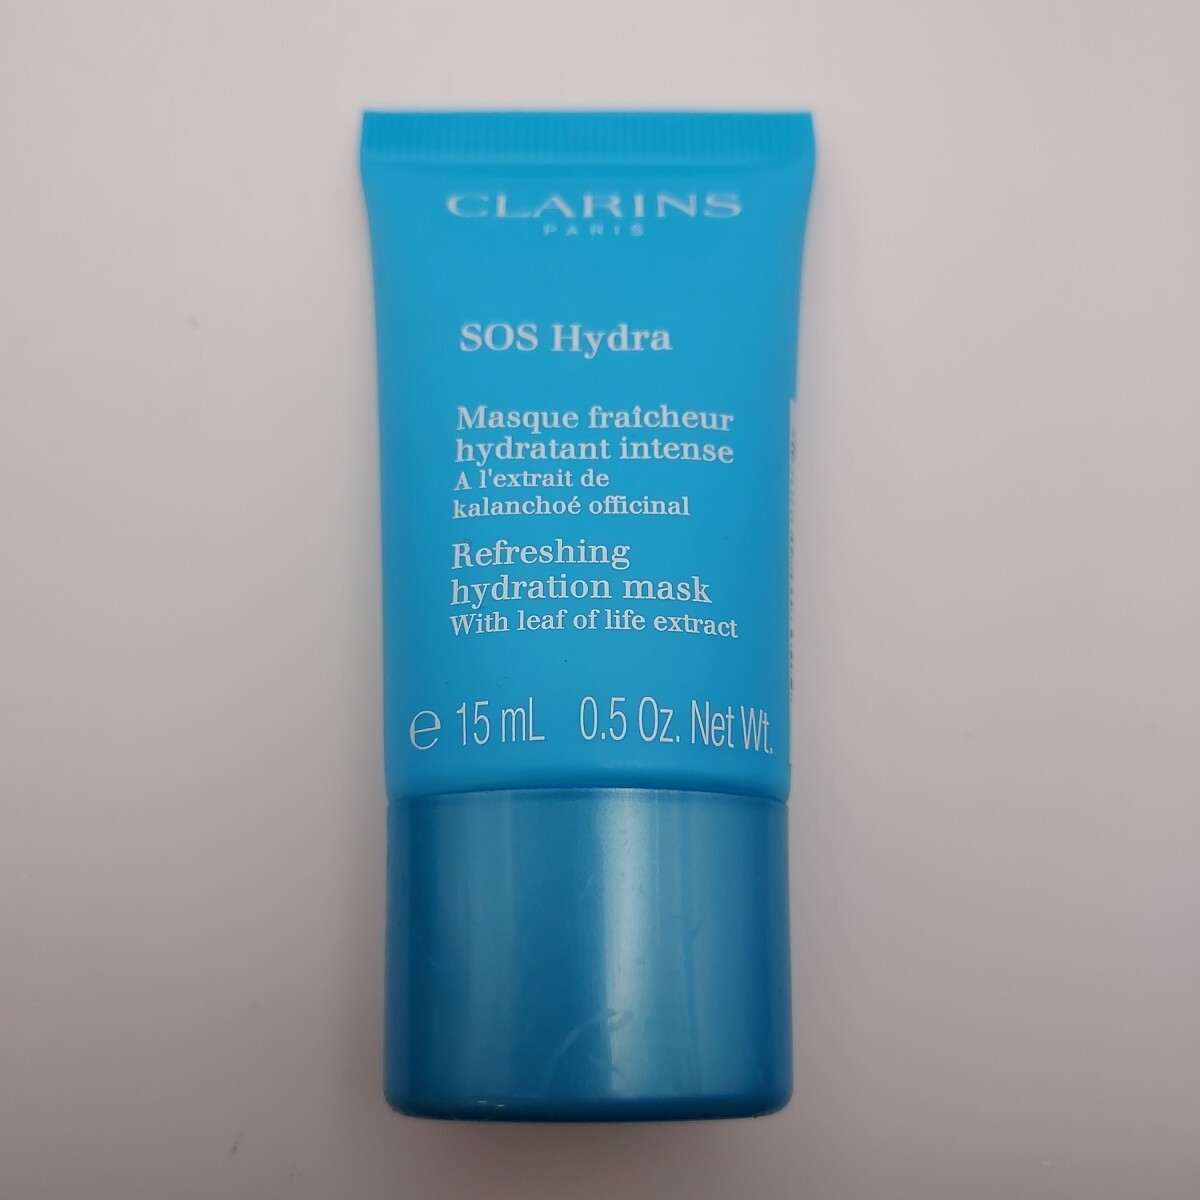 CLARINS
PARIS
SOS Hydra
Masque fraîcheur
hydratant intense
A l'extrait de
kalanchoé officinal
Refreshing
hydration mask
With leaf of life extract
e 15 mL 0.5 Oz. Net Wt.